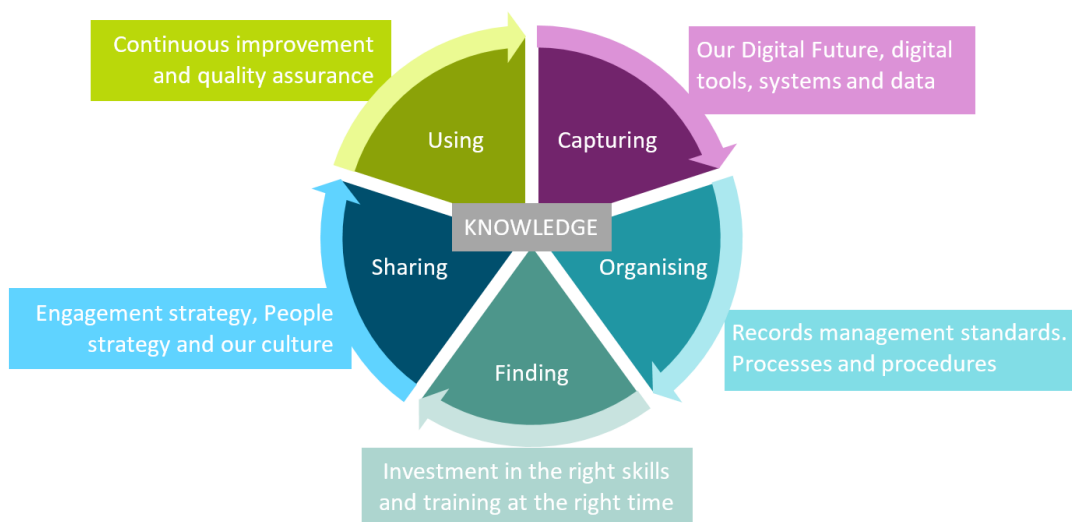 Continuous improvement
and quality assurance
Our Digital Future, digital
tools, systems and data
Using
Capturing
KNOWLEDGE
Sharing
Organising
Engagement strategy, People
strategy and our culture
Records management standards.
Processes and procedures
Finding
Investment in the right skills
and training at the right time